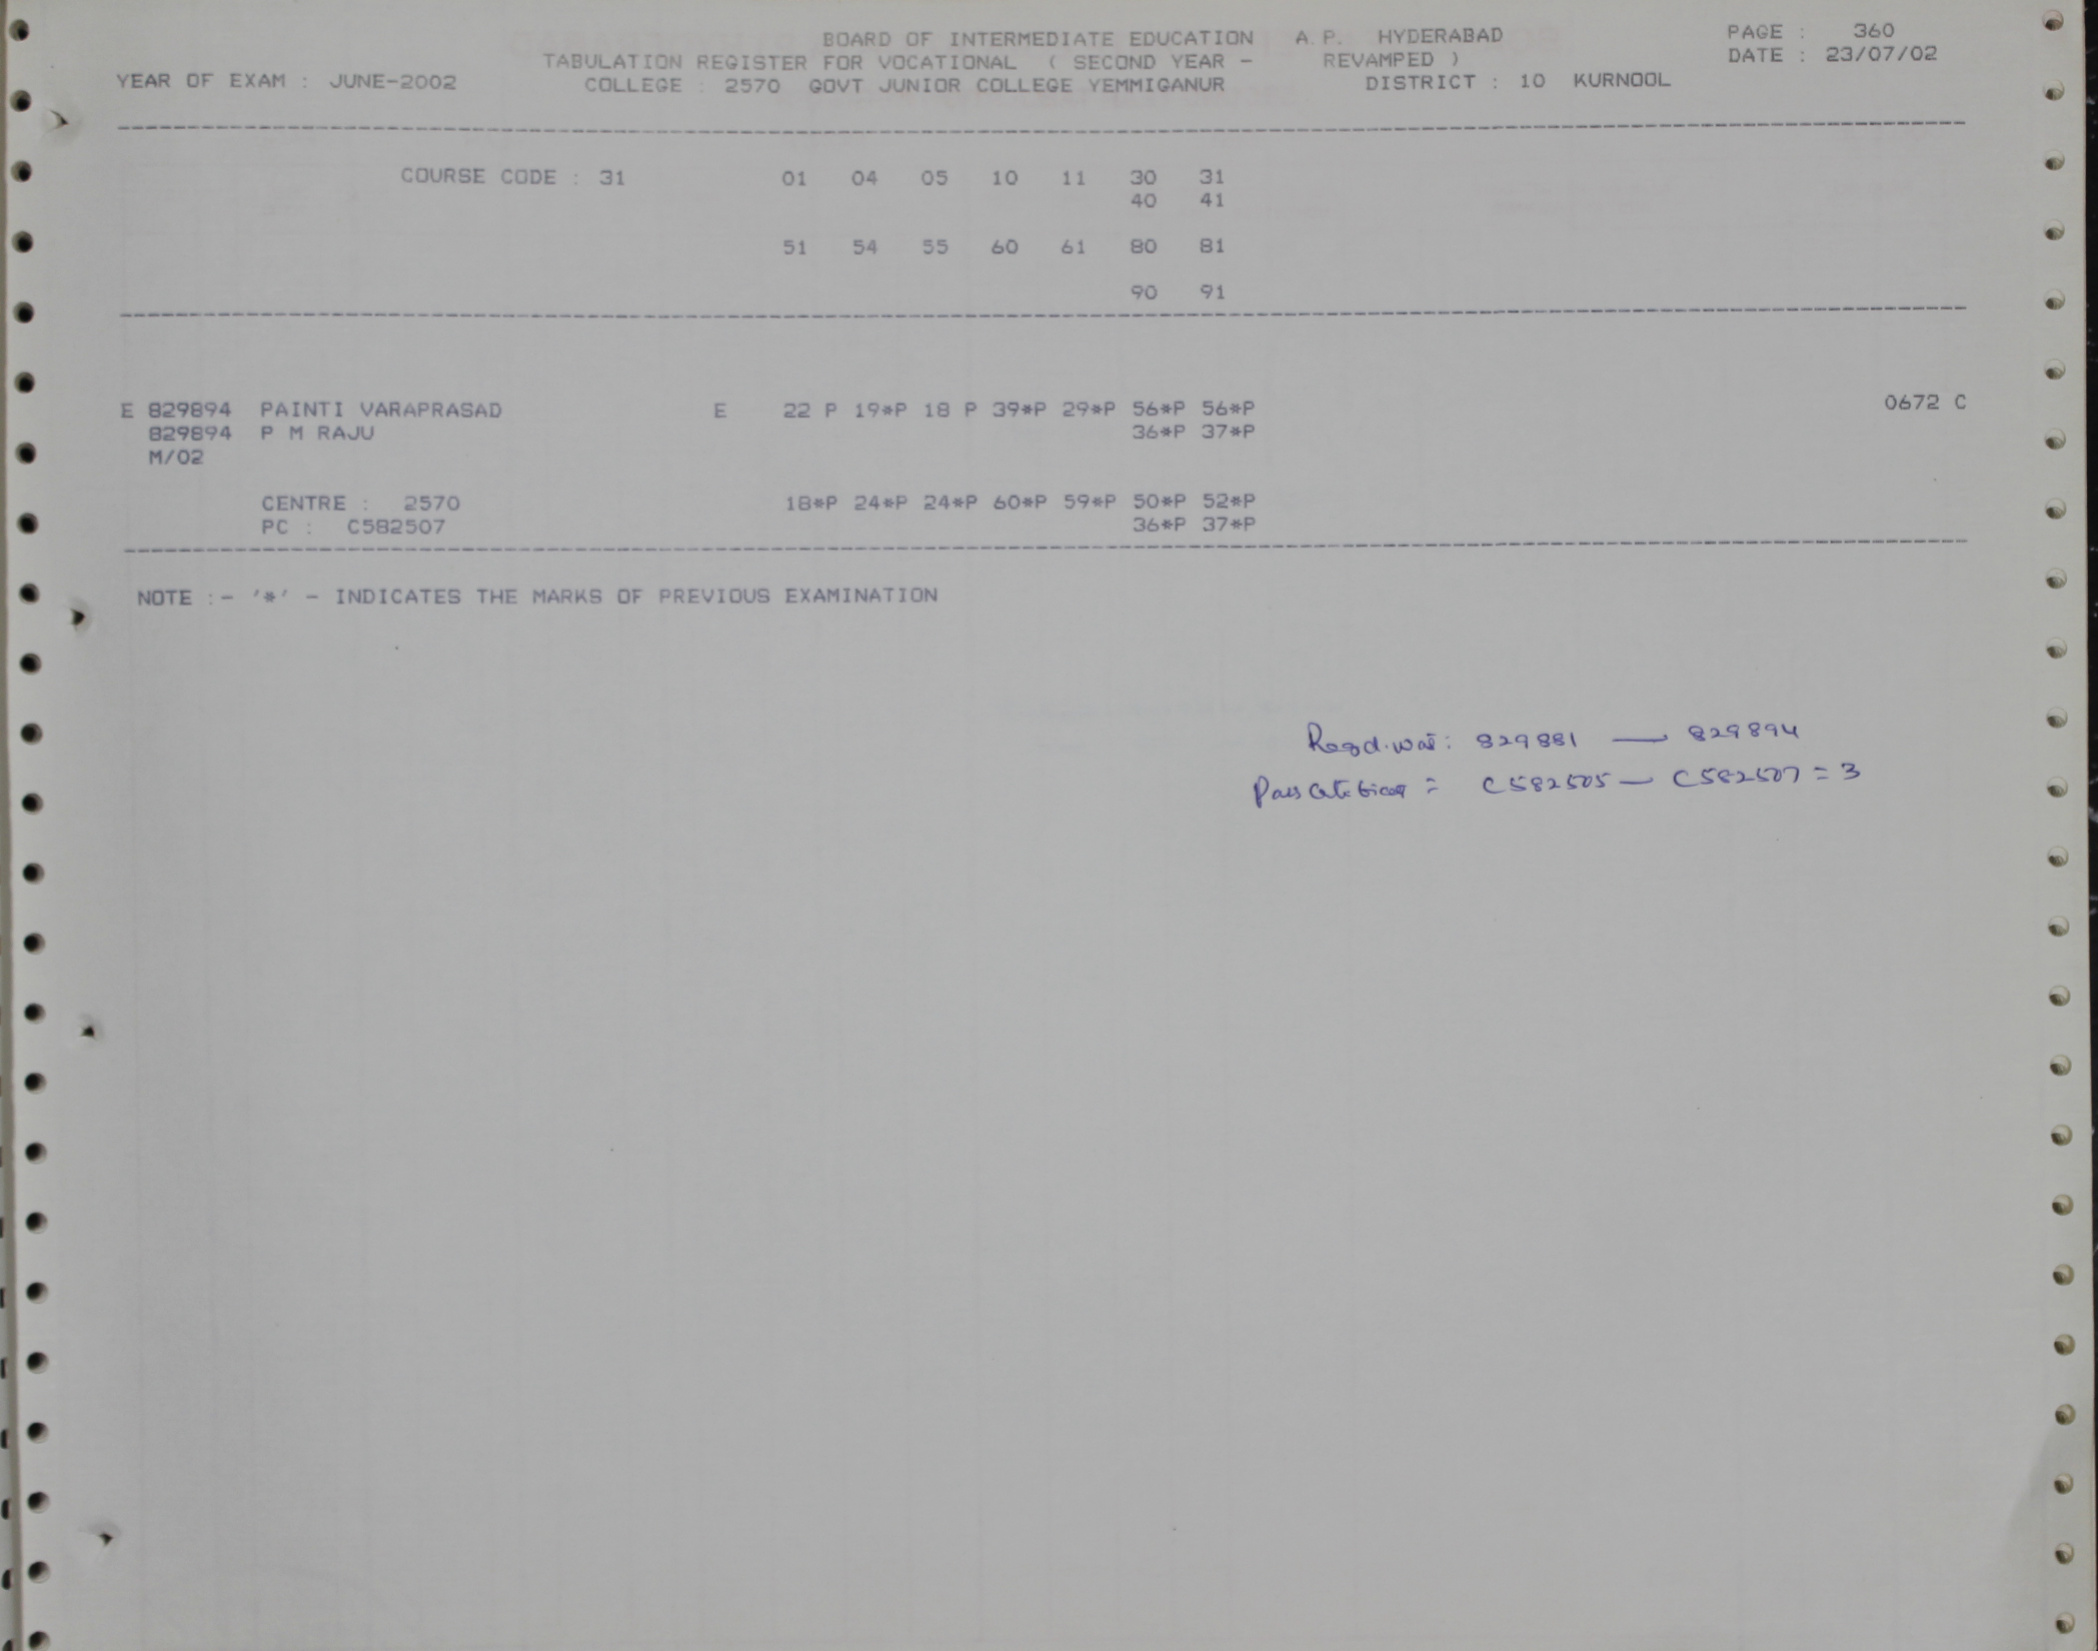 BOARD OF INTERMEDIATE EDUCATION A.P. HYDERABAD PAGE : 360
TABULATION REGISTER FOR VOCATIONAL ( SECOND YEAR - REVAMPED ) DATE : 23/07/02
YEAR OF EXAM : JUNE-2002 COLLEGE : 2570 GOVT JUNIOR COLLEGE YEMMIGANUR DISTRICT : 10 KURNOOL
COURSE CODE : 31 01 04 05 10 11 30 31
40 41
51 54 55 60 61 80 81
90 91
E 829894 PAINTI VARAPRASAD E 22 P 19*P 18 P 39*P 29*P 56*P 56*P 0672 C
829894 P M RAJU 36*P 37*P
M/02
CENTRE : 2570 18*P 24*P 24*P 60*P 59*P 50*P 52*P
PC : C582507 36*P 37*P
NOTE :- '*' - INDICATES THE MARKS OF PREVIOUS EXAMINATION
829881 — 829894
Pass = C582505 — C582507 = 3